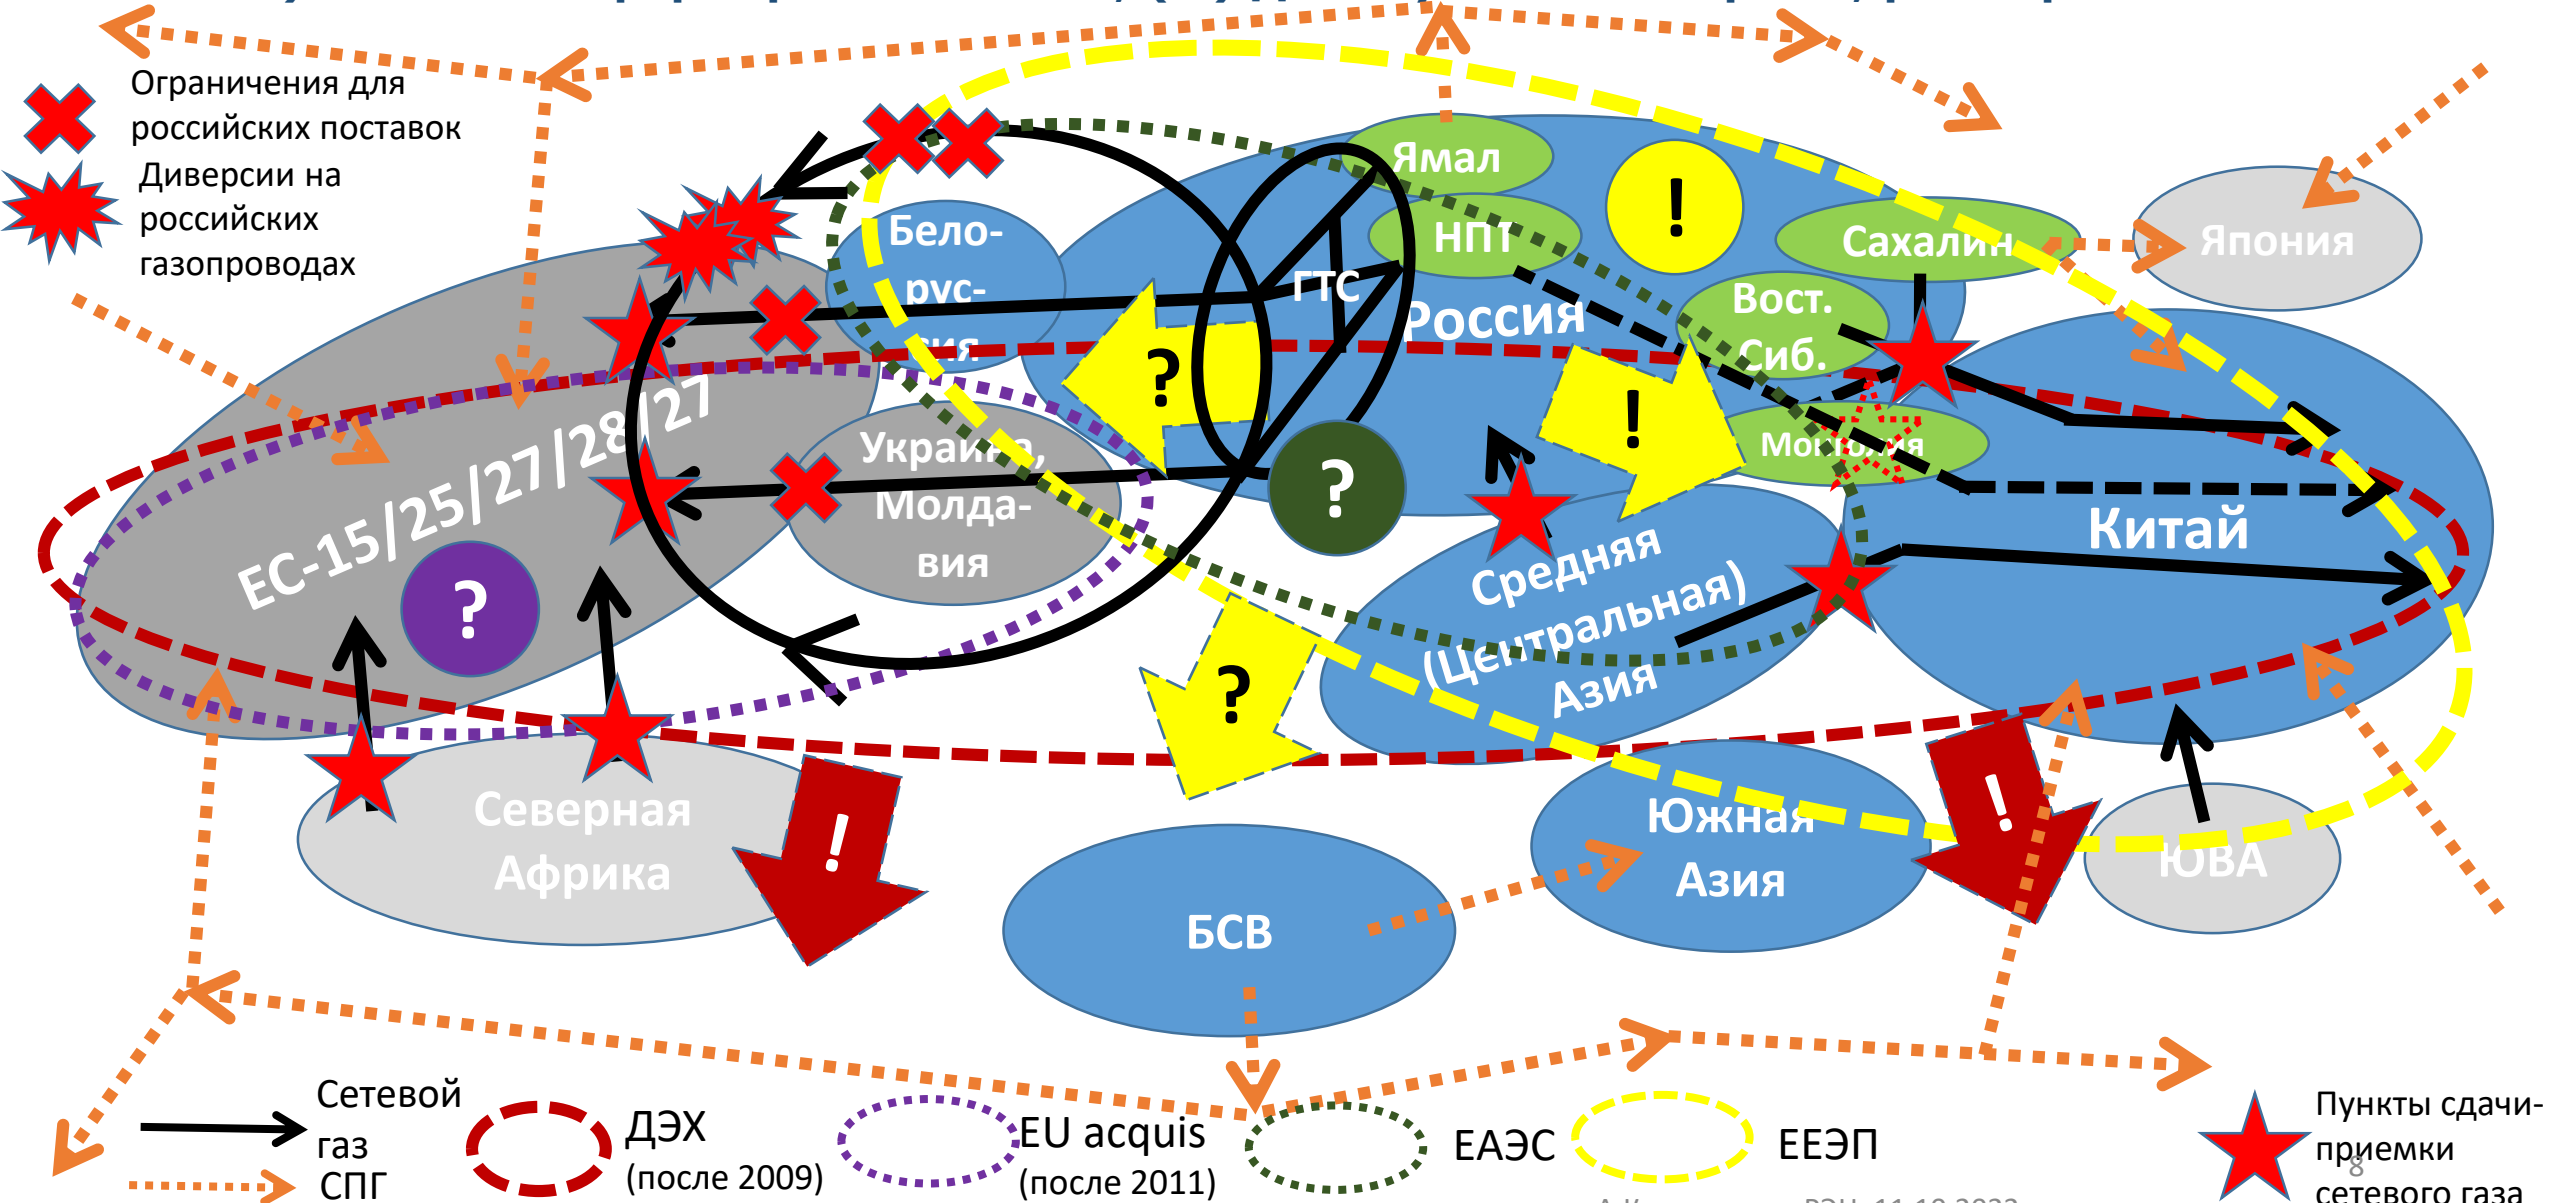 Ограничения для
российских поставок
Диверсии на
российских
газопроводах
Ямал
НПТ
!
Сахалин
Япония
Бело-
рус-
сия
ГТС
Россия
Вост.
Сиб.
?
!
Монголия
ЕС-15/25/27/28/27
Украина,
Молда-
вия
?
?
Китай
Средняя
(Центральная)
Азия
?
Северная
Африка
!
Южная
Азия
!
ЮВА
БСВ
Сетевой
газ
СПГ
ДЭХ
(после 2009)
EU acquis
(после 2011)
ЕАЭС
ЕЕЭП
Пункты сдачи-
приемки
сетевого газа
8